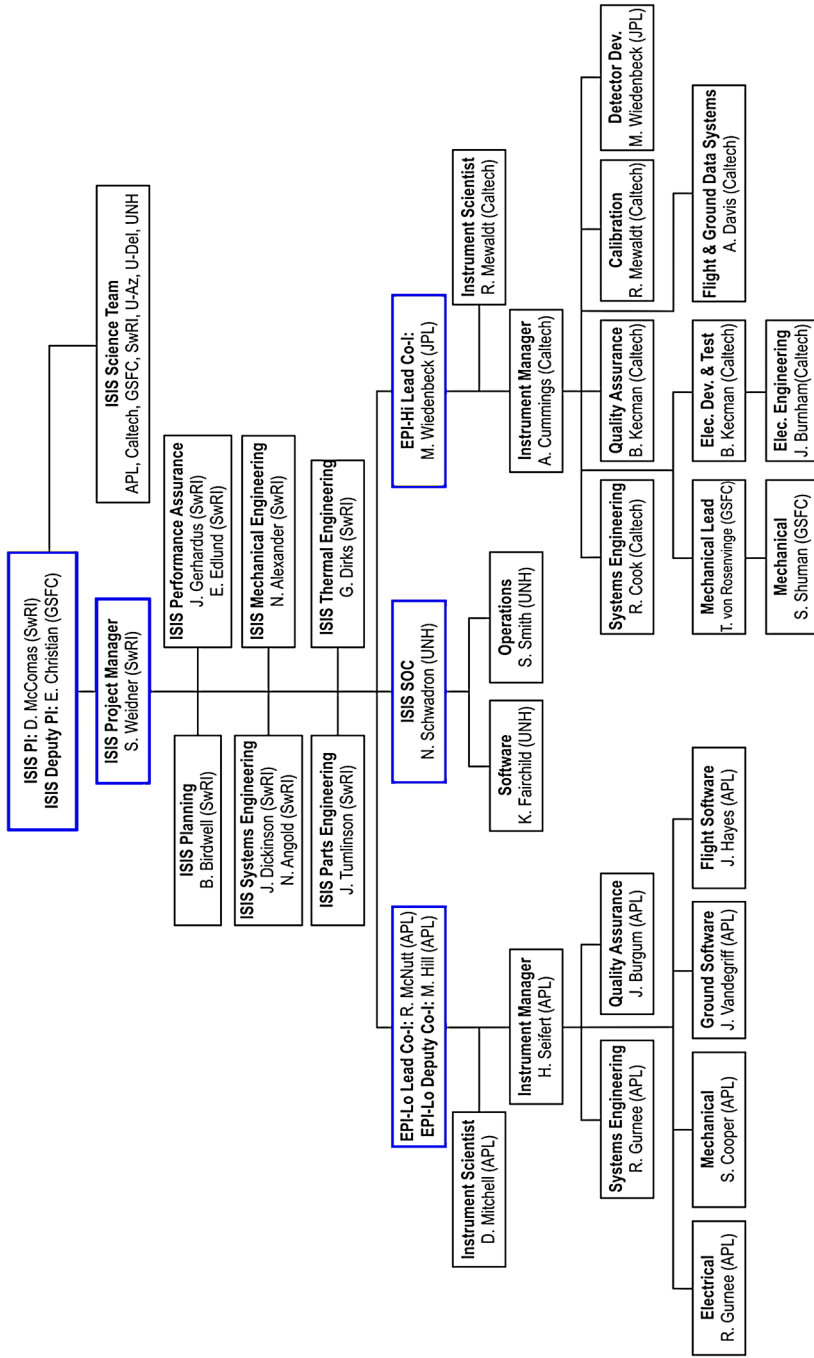 ISIS PI: D. McComas (SwRI)
ISIS Deputy PI: E. Christian (GSFC)
ISIS Science Team
APL, Caltech, GSFC, SwRI, U-Az, U-Del, UNH
ISIS Project Manager
S. Weidner (SwRI)
ISIS Planning
B. Birdwell (SwRI)
ISIS Performance Assurance
J. Gerhardus (SwRI)
E. Edlund (SwRI)
ISIS Systems Engineering
J. Dickinson (SwRI)
N. Angold (SwRI)
ISIS Mechanical Engineering
N. Alexander (SwRI)
ISIS Parts Engineering
J. Tumlinson (SwRI)
ISIS Thermal Engineering
G. Dirks (SwRI)
EPI-Lo Lead Co-I: R. McNutt (APL)
EPI-Lo Deputy Co-I: M. Hill (APL)
Instrument Scientist
D. Mitchell (APL)
Instrument Manager
H. Seifert (APL)
Systems Engineering
R. Gurnee (APL)
Quality Assurance
J. Burgum (APL)
Electrical
R. Gurnee (APL)
Mechanical
S. Cooper (APL)
Ground Software
J. Vandegriff (APL)
Flight Software
J. Hayes (APL)
ISIS SOC
N. Schwadron (UNH)
Software
K. Fairchild (UNH)
Operations
S. Smith (UNH)
EPI-Hi Lead Co-I:
M. Wiedenbeck (JPL)
Instrument Scientist
R. Mewaldt (Caltech)
Instrument Manager
A. Cummings (Caltech)
Systems Engineering
R. Cook (Caltech)
Quality Assurance
B. Kecman (Caltech)
Calibration
R. Mewaldt (Caltech)
Detector Dev.
M. Wiedenbeck (JPL)
Mechanical Lead
T. von Rosenvinge (GSFC)
Elec. Dev. & Test
B. Kecman (Caltech)
Flight & Ground Data Systems
A. Davis (Caltech)
Mechanical
S. Shuman (GSFC)
Elec. Engineering
J. Burnham(Caltech)